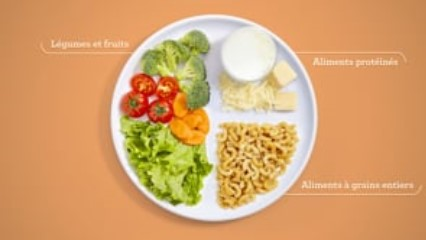 Légumes et fruits
Aliments protéinés
Aliments à grains entiers